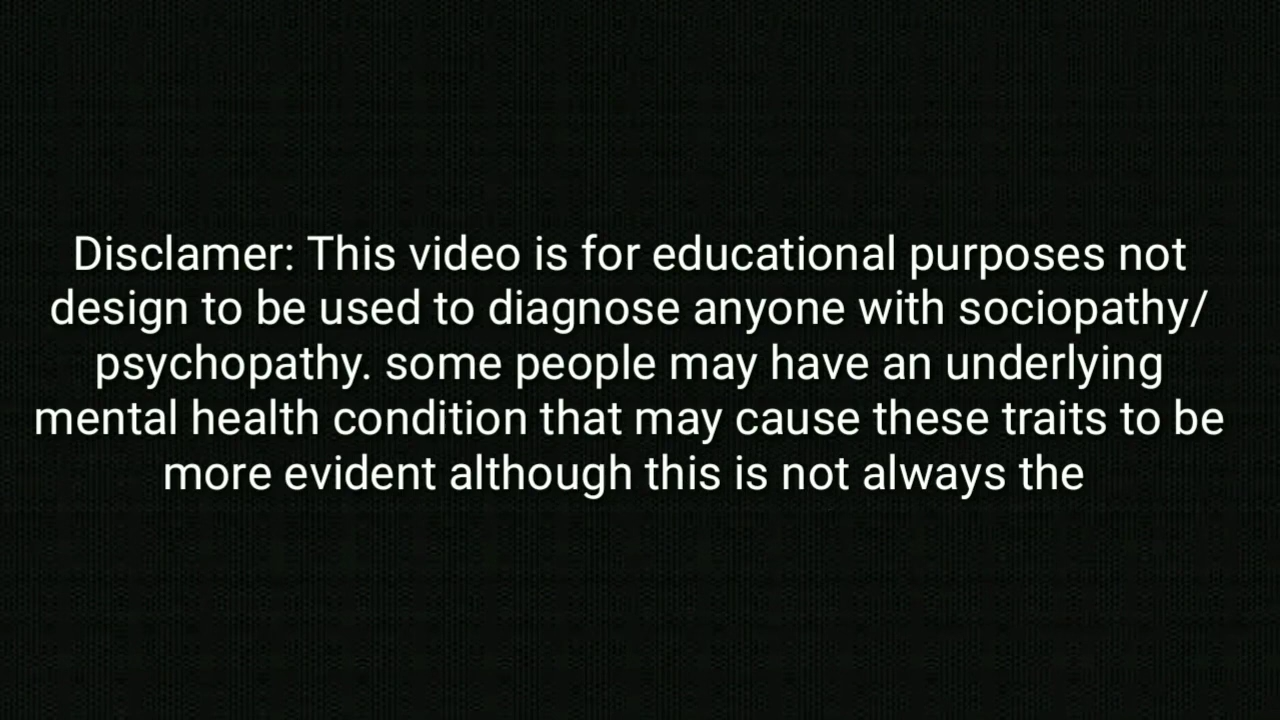 Disclamer: This video is for educational purposes not
design to be used to diagnose anyone with sociopathy/
psychopathy. some people may have an underlying
mental health condition that may cause these traits to be
more evident although this is not always the